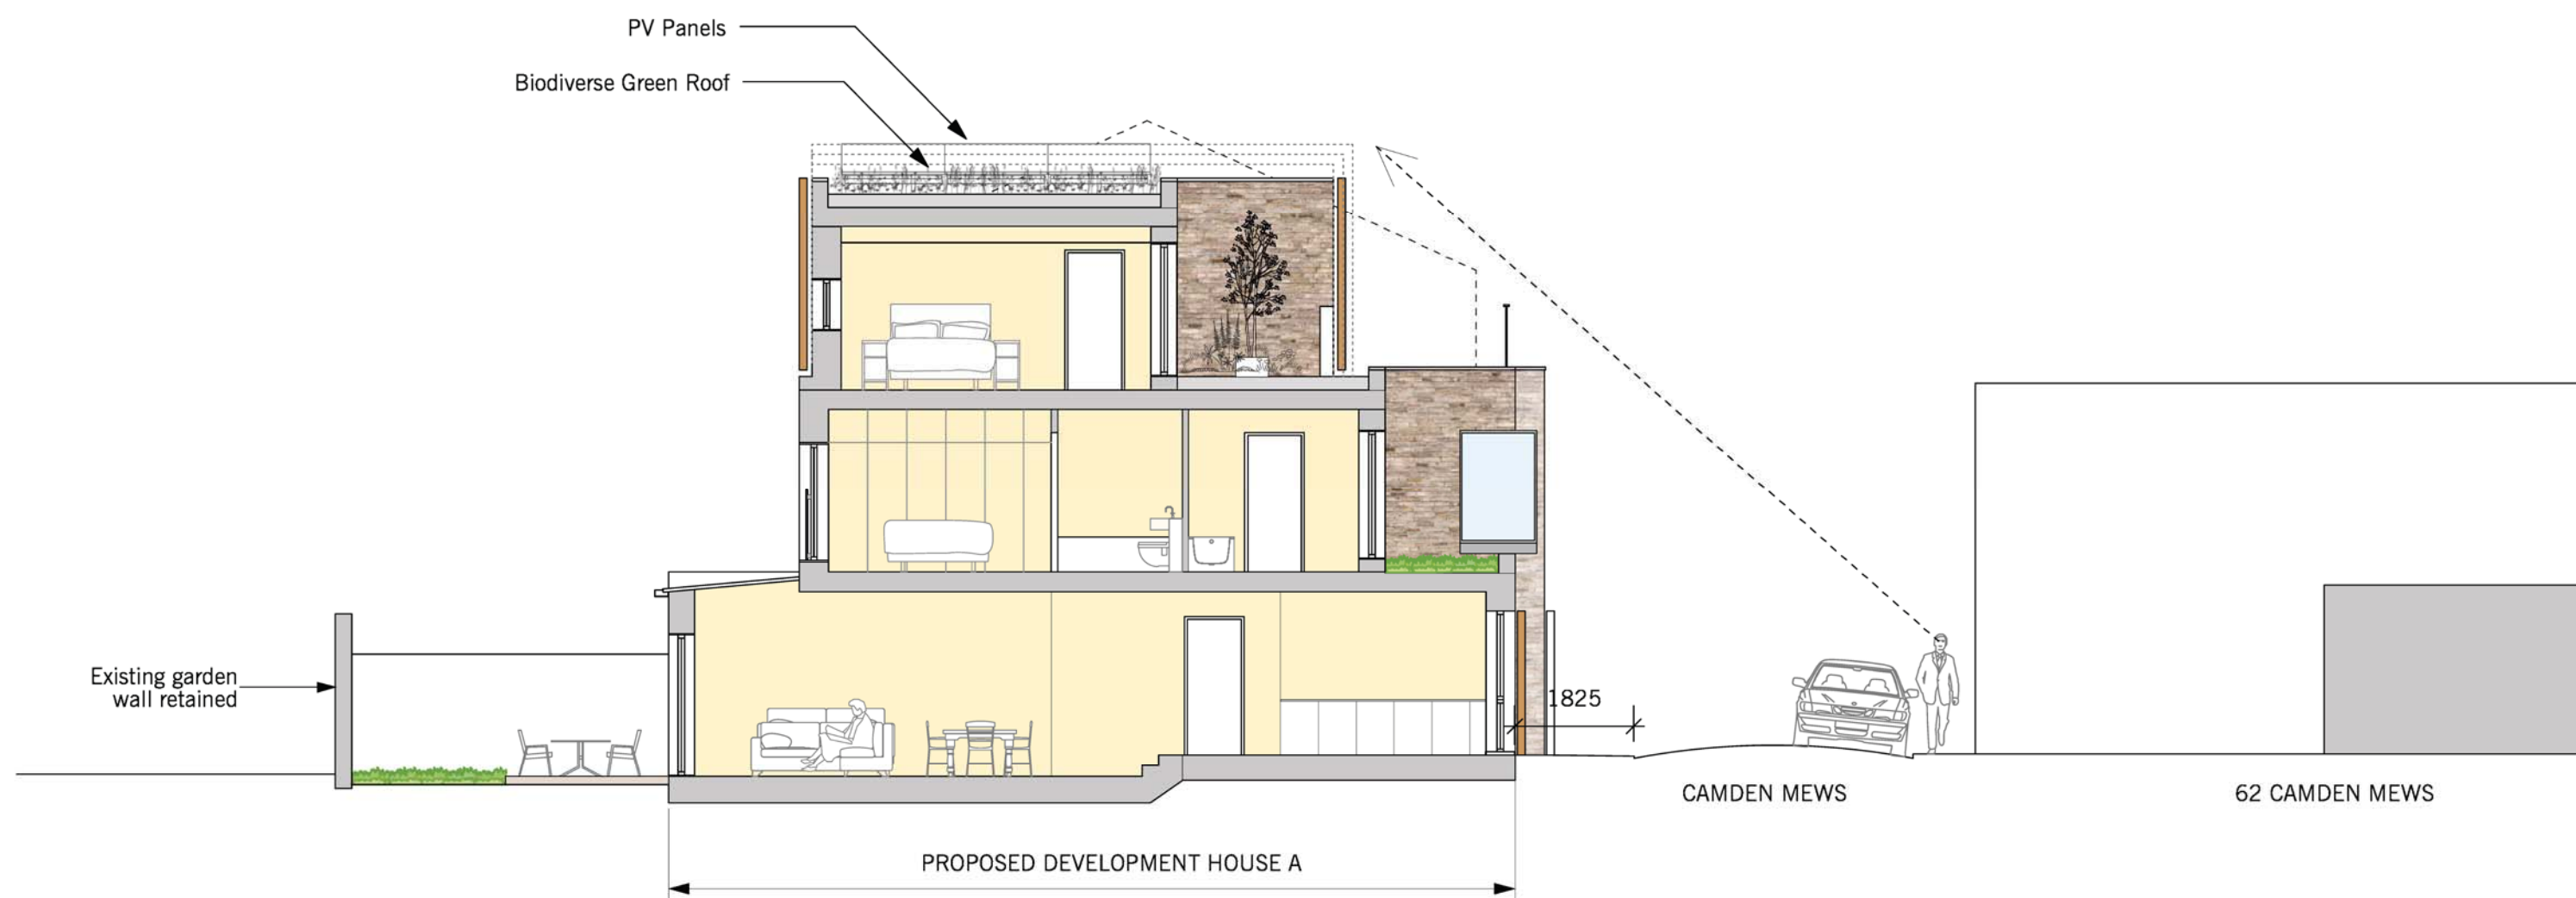 PV Panels
Biodiverse Green Roof
Existing garden
wall retained
1825
CAMDEN MEWS
62 CAMDEN MEWS
PROPOSED DEVELOPMENT HOUSE A